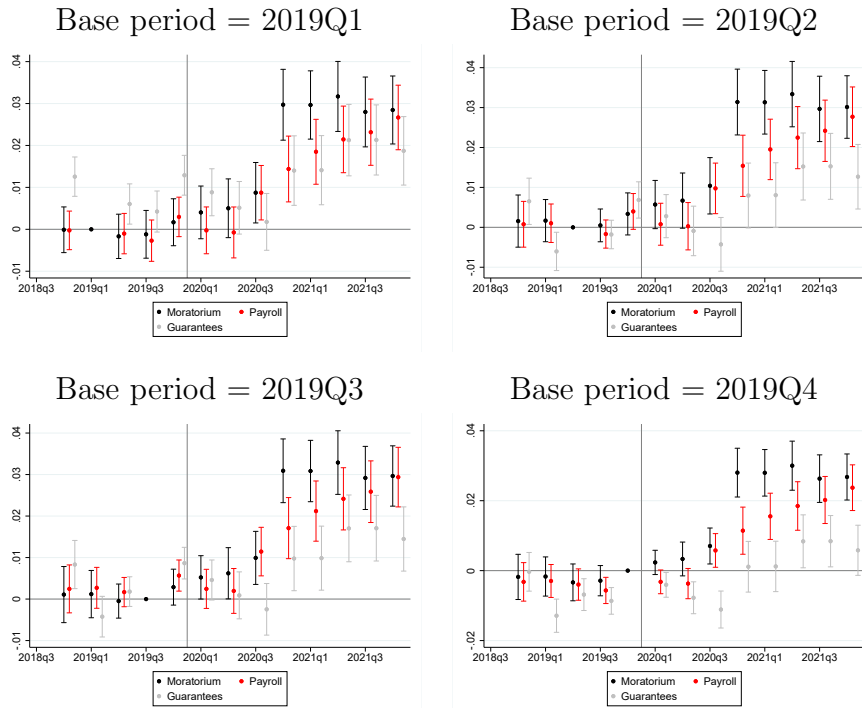 Base period = 2019Q1
.04
.03
.02
.01
0
-.01
2018q3 2019q1 2019q3 2020q1 2020q3 2021q1 2021q3
Moratorium Payroll
Guarantees
Base period = 2019Q2
.04
.03
.02
.01
0
-.01
2018q3 2019q1 2019q3 2020q1 2020q3 2021q1 2021q3
Moratorium Payroll
Guarantees
Base period = 2019Q3
.04
.03
.02
.01
0
-.01
2018q3 2019q1 2019q3 2020q1 2020q3 2021q1 2021q3
Moratorium Payroll
Guarantees
Base period = 2019Q4
.04
.02
0
-.02
2018q3 2019q1 2019q3 2020q1 2020q3 2021q1 2021q3
Moratorium Payroll
Guarantees